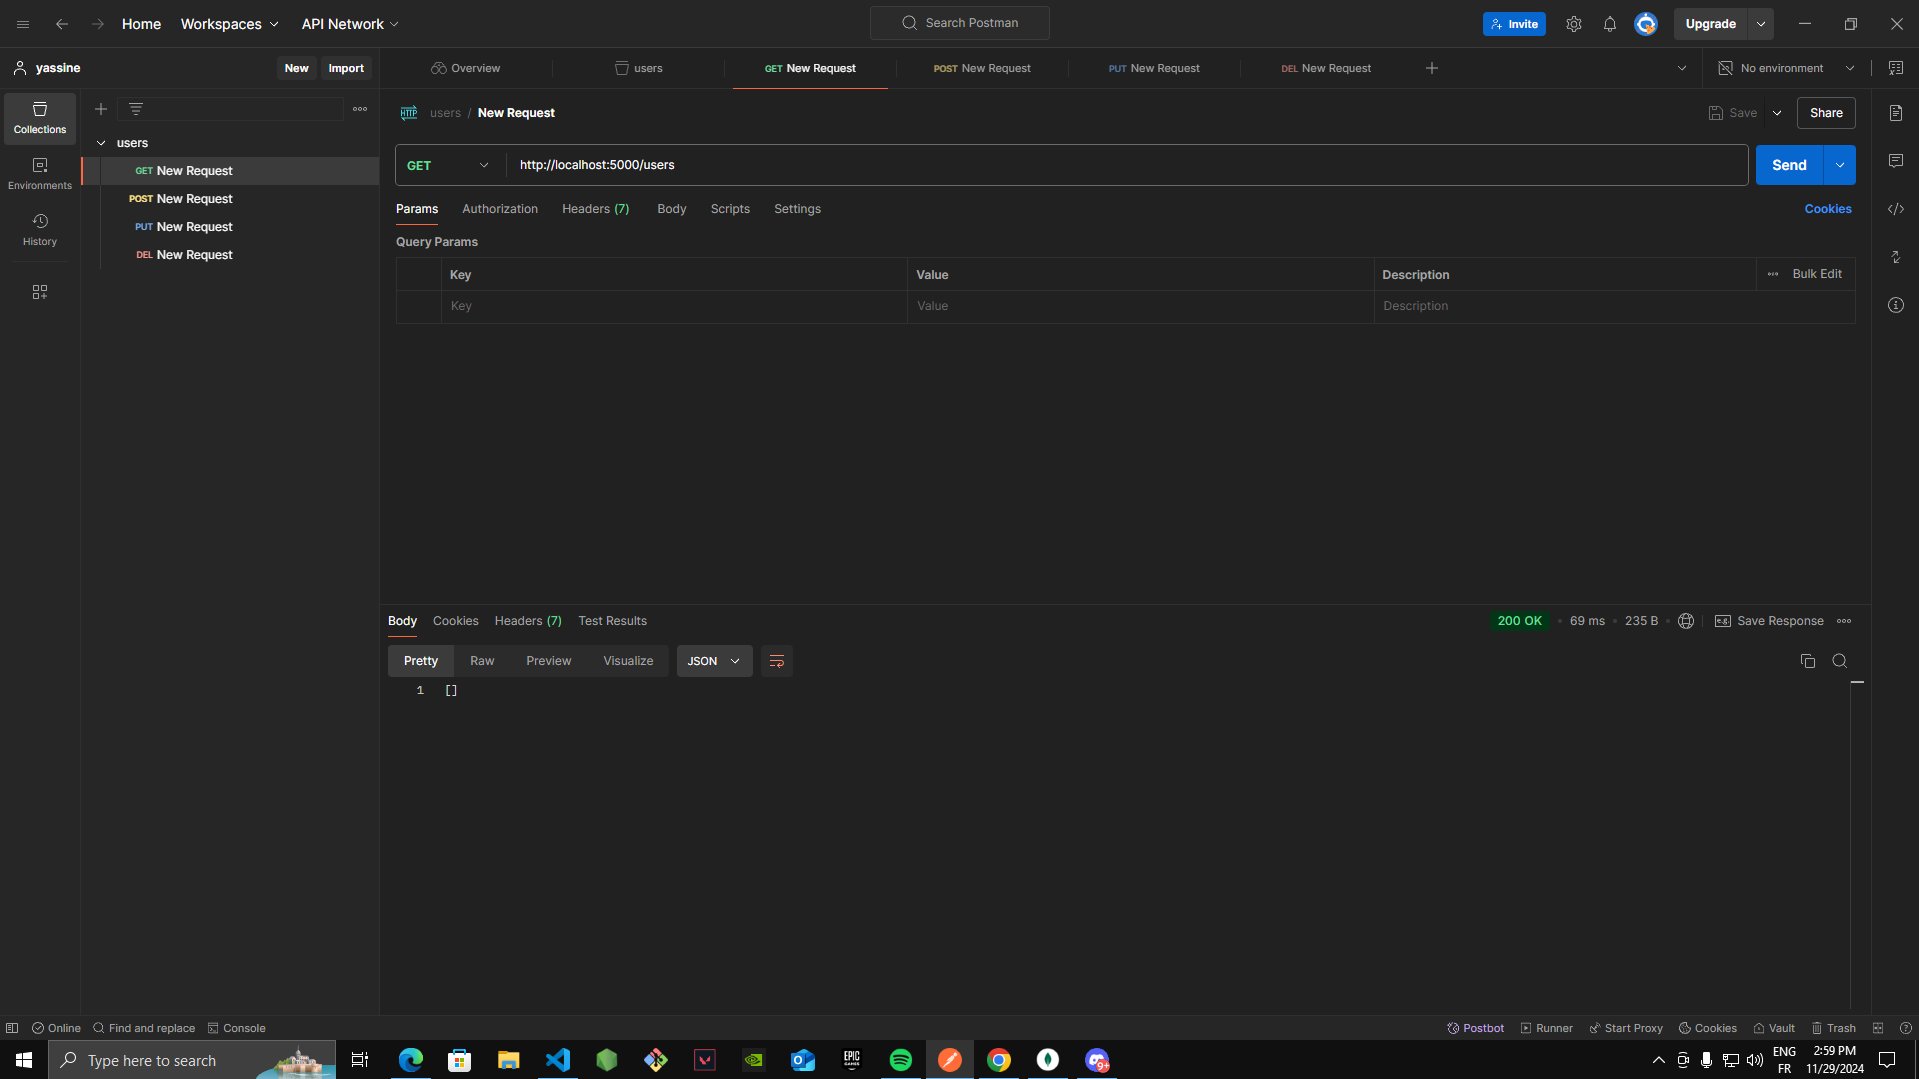 Home Workspaces API Network Search Postman Invite Upgrade
yassine New Import Overview users GET New Request POST New Request PUT New Request DEL New Request No environment
Collections
Environments
History
users
GET New Request
POST New Request
PUT New Request
DEL New Request
HTTP users / New Request Save Share
GET http://localhost:5000/users Send
Params Authorization Headers (7) Body Scripts Settings Cookies
Query Params
Key Value Description Bulk Edit
Key Value Description
Body Cookies Headers (7) Test Results 200 OK 69 ms 235 B e.g. Save Response
Pretty Raw Preview Visualize JSON
1 []
Online Find and replace Console Postbot Runner Start Proxy Cookies Vault Trash
Type here to search EPIC GAMES 9+ ENG 2:59 PM
FR 11/29/2024